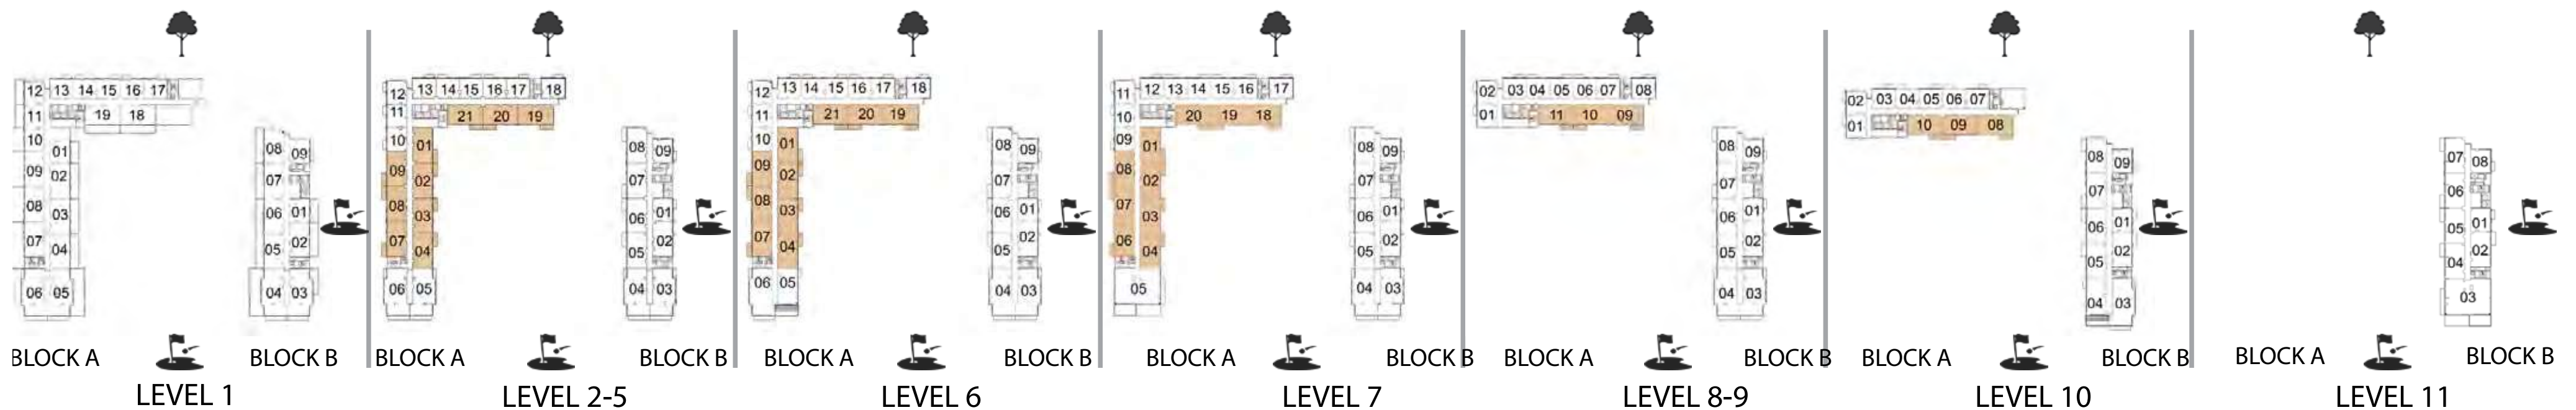 12 13 14 15 16 17
11 19 18
10 01
09 02
08 03
07 04
06 05
08 09
07
06 01
05 02
04 03
BLOCK A BLOCK B
LEVEL 1
12 13 14 15 16 17 18
11 21 20 19
10 01
09 02
08 03
07 04
06 05
08 09
07
06 01
05 02
04 03
BLOCK A BLOCK B
LEVEL 2-5
12 13 14 15 16 17 18
11 21 20 19
10 01
09 02
08 03
07 04
06 05
08 09
07
06 01
05 02
04 03
BLOCK A BLOCK B
LEVEL 6
11 12 13 14 15 16 17
10 20 19 18
09 01
08 02
07 03
06 04
05
08 09
07
06 01
05 02
04 03
BLOCK A BLOCK B
LEVEL 7
02 03 04 05 06 07 08
01 11 10 09
08 09
07
06 01
05 02
04 03
BLOCK A BLOCK B
LEVEL 8-9
02 03 04 05 06 07
01 10 09 08
08 09
07
06 01
05 02
04 03
BLOCK A BLOCK B
LEVEL 10
07 08
06
05 01
04 02
03
BLOCK A BLOCK B
LEVEL 11